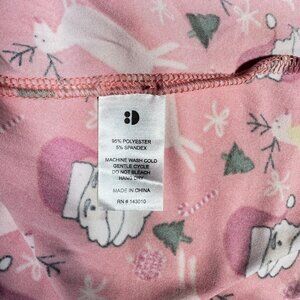 95% POLYESTER
5% SPANDEX
MACHINE WASH COLD
GENTLE CYCLE
DO NOT BLEACH
HANG DRY
MADE IN CHINA
RN # 143010